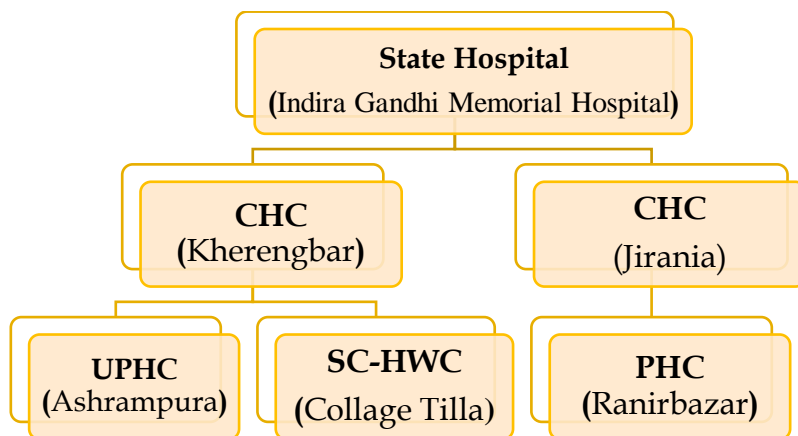 State Hospital
(Indira Gandhi Memorial Hospital)
CHC
(Kherengbar)
CHC
(Jirania)
UPHC
(Ashrampura)
SC-HWC
(Collage Tilla)
PHC
(Ranirbazar)